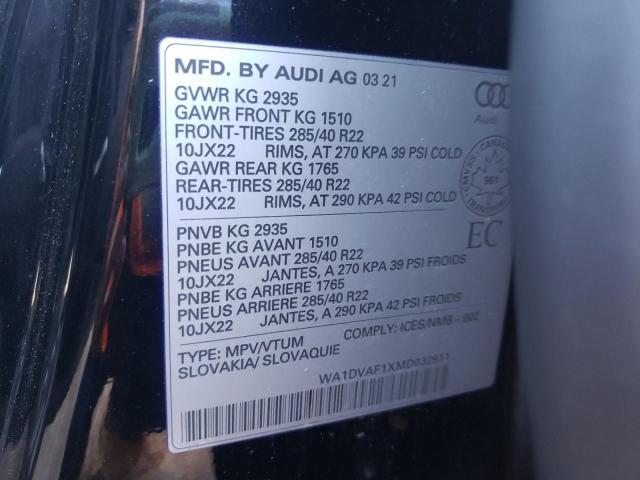 MFD. BY AUDI AG 03 21
GVWR KG 2935
GAWR FRONT KG 1510
FRONT-TIRES 285/40 R22
10JX22 RIMS, AT 270 KPA 39 PSI COLD
GAWR REAR KG 1765
REAR-TIRES 285/40 R22
10JX22 RIMS, AT 290 KPA 42 PSI COLD
Audi
CANADA
961
TRANSPORT
EC
PNVB KG 2935
PNBE KG AVANT 1510
PNEUS AVANT 285/40 R22
10JX22 JANTES, A 270 KPA 39 PSI FROIDS
PNBE KG ARRIERE 1765
PNEUS ARRIERE 285/40 R22
10JX22 JANTES, A 290 KPA 42 PSI FROIDS
TYPE: MPV/VTUM COMPLY: ICES/NMB - 002
SLOVAKIA/ SLOVAQUIE
WA1DVAF1XMD032911